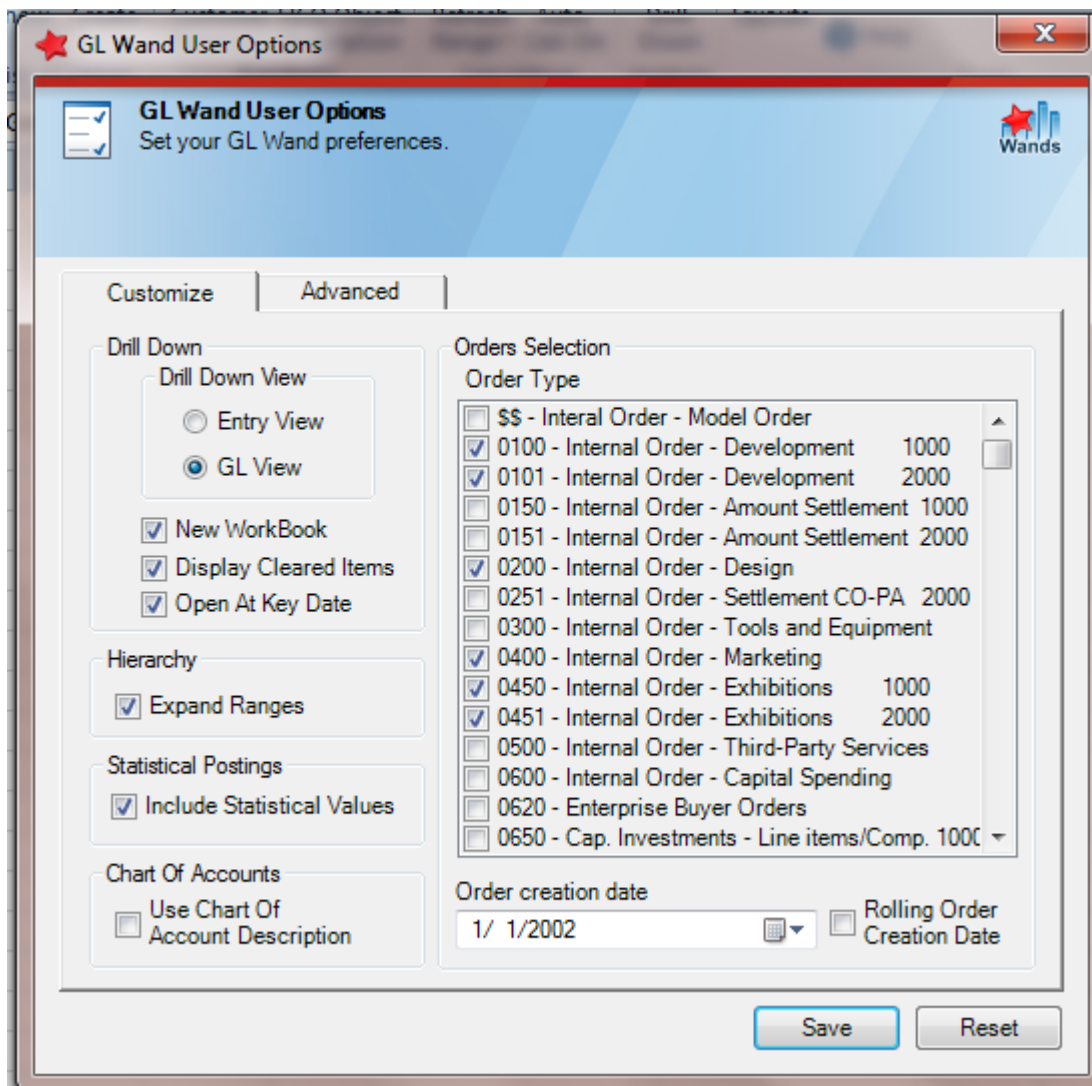 GL Wand User Options
GL Wand User Options
Set your GL Wand preferences.
Wands
Customize
Advanced
Drill Down
Drill Down View
Entry View
GL View
New WorkBook
Display Cleared Items
Open At Key Date
Hierarchy
Expand Ranges
Statistical Postings
Include Statistical Values
Chart Of Accounts
Use Chart Of
Account Description
Orders Selection
Order Type
$$ - Interal Order - Model Order
0100 - Internal Order - Development 1000
0101 - Internal Order - Development 2000
0150 - Internal Order - Amount Settlement 1000
0151 - Internal Order - Amount Settlement 2000
0200 - Internal Order - Design
0251 - Internal Order - Settlement CO-PA 2000
0300 - Internal Order - Tools and Equipment
0400 - Internal Order - Marketing
0450 - Internal Order - Exhibitions 1000
0451 - Internal Order - Exhibitions 2000
0500 - Internal Order - Third-Party Services
0600 - Internal Order - Capital Spending
0620 - Enterprise Buyer Orders
0650 - Cap. Investments - Line items/Comp. 1000
Order creation date
1/ 1/2002
Rolling Order
Creation Date
Save
Reset